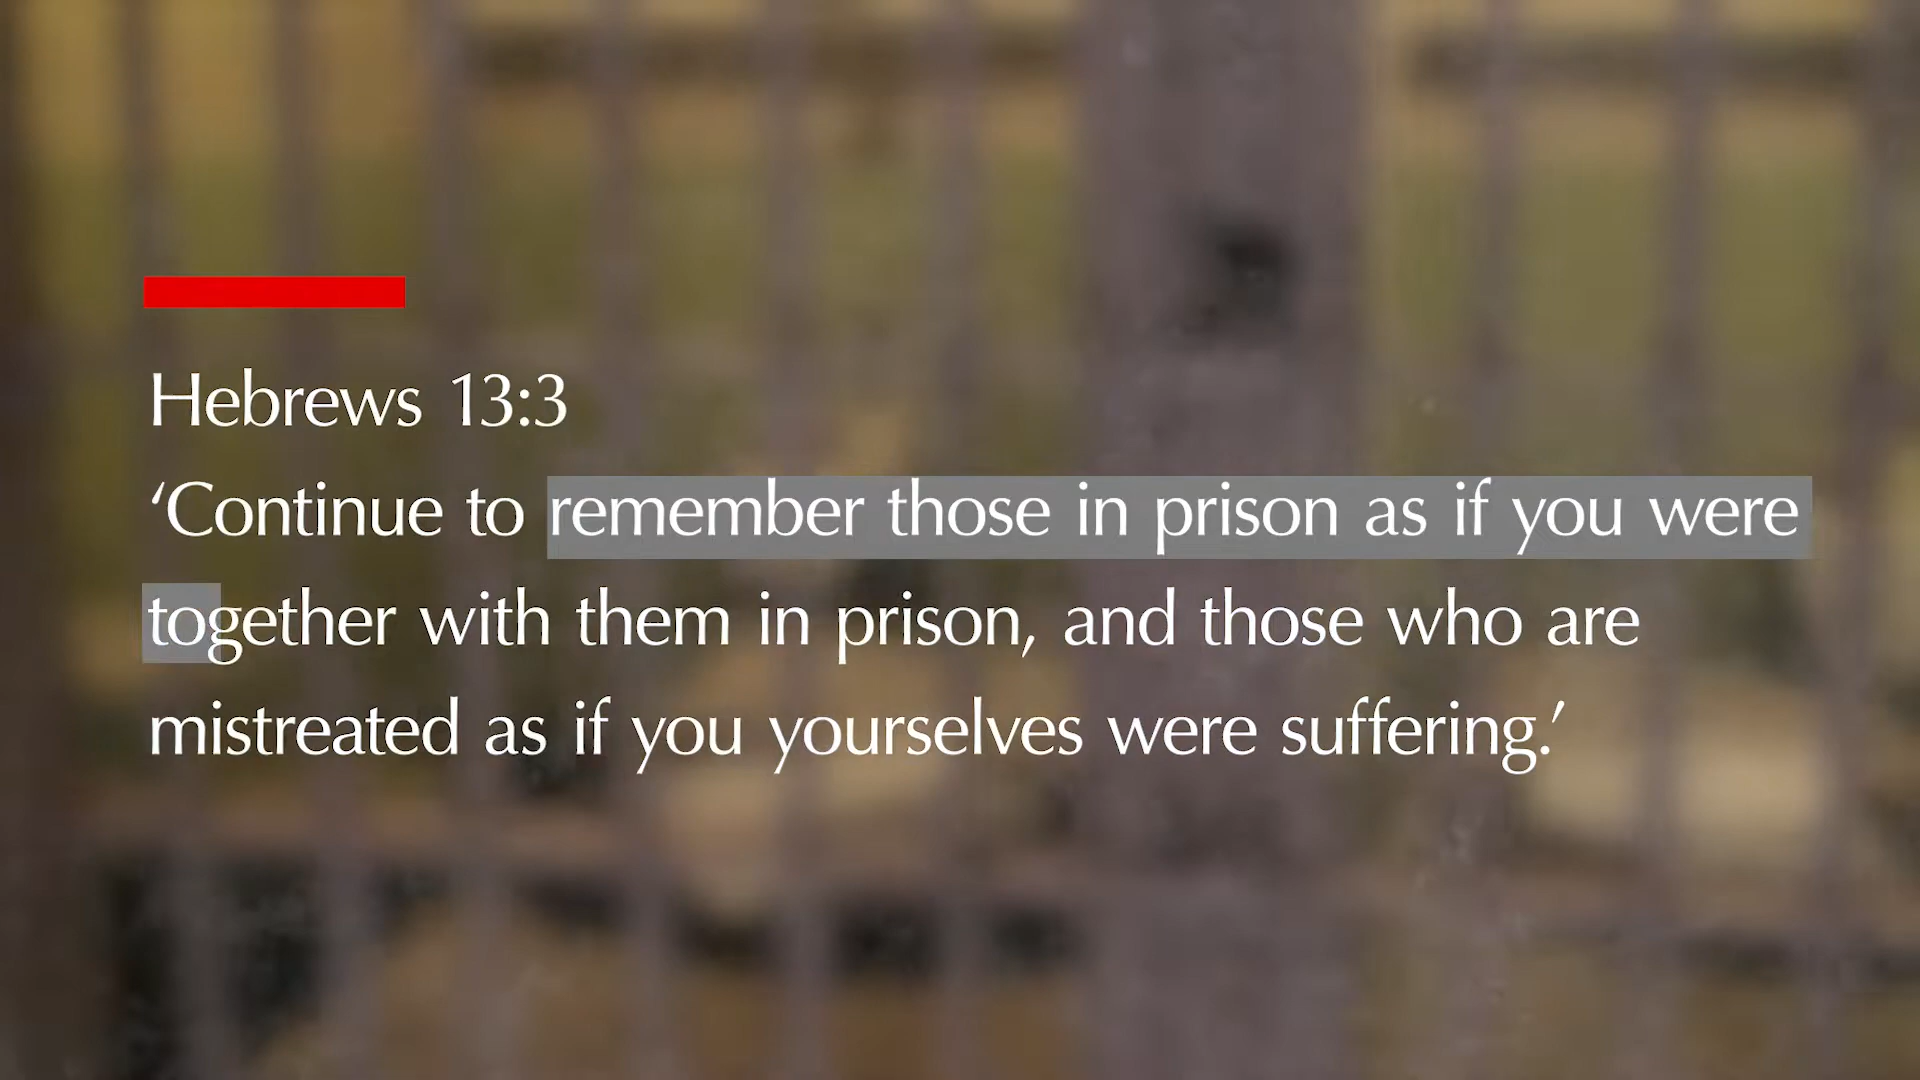 Hebrews 13:3
‘Continue to remember those in prison as if you were
together with them in prison, and those who are
mistreated as if you yourselves were suffering.’